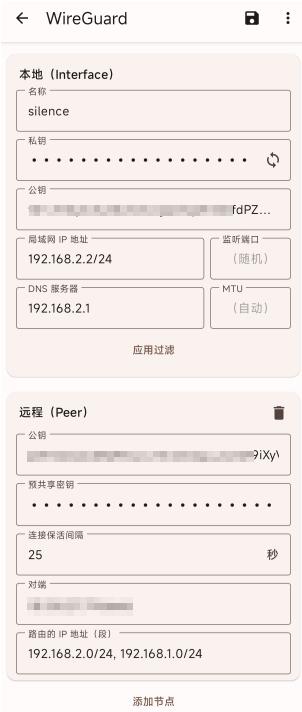 WireGuard
本地（Interface）
名称
silence
私钥
公钥
fdPZ...
局域网 IP 地址
监听端口
192.168.2.2/24
（随机）
DNS 服务器
MTU
192.168.2.1
（自动）
应用过滤
远程（Peer）
公钥
9iXy
预共享密钥
连接保活间隔
25
秒
对端
路由的 IP 地址（段）
192.168.2.0/24, 192.168.1.0/24
添加节点